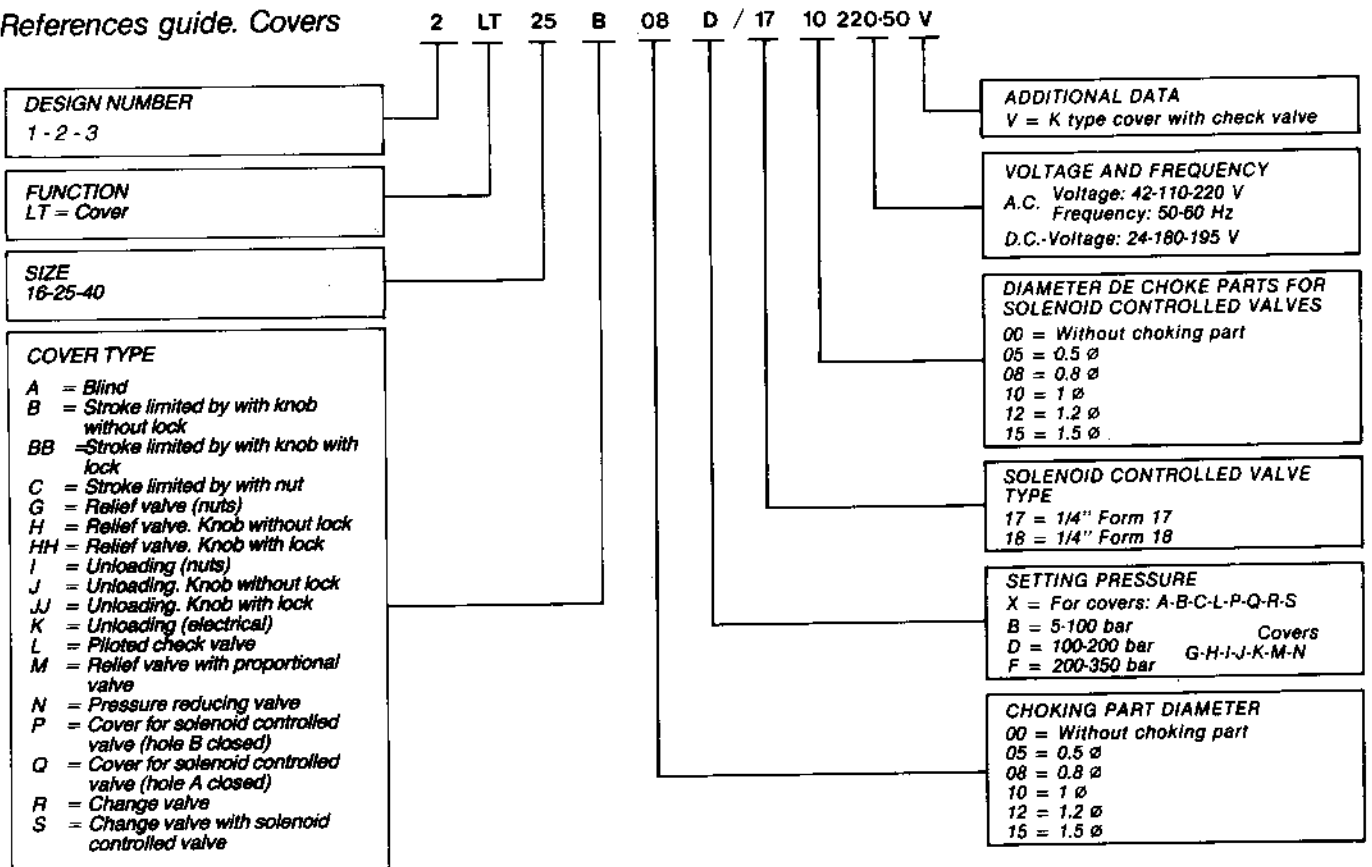 References guide. Covers
2 LT 25 B 08 D / 17 10 220-50 V
DESIGN NUMBER
1 - 2 - 3
FUNCTION
LT = Cover
SIZE
16-25-40
COVER TYPE
A = Blind
B = Stroke limited by with knob
without lock
BB =Stroke limited by with knob with
lock
C = Stroke limited by with nut
G = Relief valve (nuts)
H = Relief valve. Knob without lock
HH = Relief valve. Knob with lock
I = Unloading (nuts)
J = Unloading. Knob without lock
JJ = Unloading. Knob with lock
K = Unloading (electrical)
L = Piloted check valve
M = Relief valve with proportional
valve
N = Pressure reducing valve
P = Cover for solenoid controlled
valve (hole B closed)
Q = Cover for solenoid controlled
valve (hole A closed)
R = Change valve
S = Change valve with solenoid
controlled valve
ADDITIONAL DATA
V = K type cover with check valve
VOLTAGE AND FREQUENCY
A.C. Voltage: 42-110-220 V
Frequency: 50-60 Hz
D.C.-Voltage: 24-180-195 V
DIAMETER DE CHOKE PARTS FOR
SOLENOID CONTROLLED VALVES
00 = Without choking part
05 = 0.5 ø
08 = 0.8 ø
10 = 1 ø
12 = 1.2 ø
15 = 1.5 ø
SOLENOID CONTROLLED VALVE
TYPE
17 = 1/4" Form 17
18 = 1/4" Form 18
SETTING PRESSURE
X = For covers: A-B-C-L-P-Q-R-S
B = 5-100 bar
D = 100-200 bar
F = 200-350 bar
Covers
G-H-I-J-K-M-N
CHOKING PART DIAMETER
00 = Without choking part
05 = 0.5 ø
08 = 0.8 ø
10 = 1 ø
12 = 1.2 ø
15 = 1.5 ø